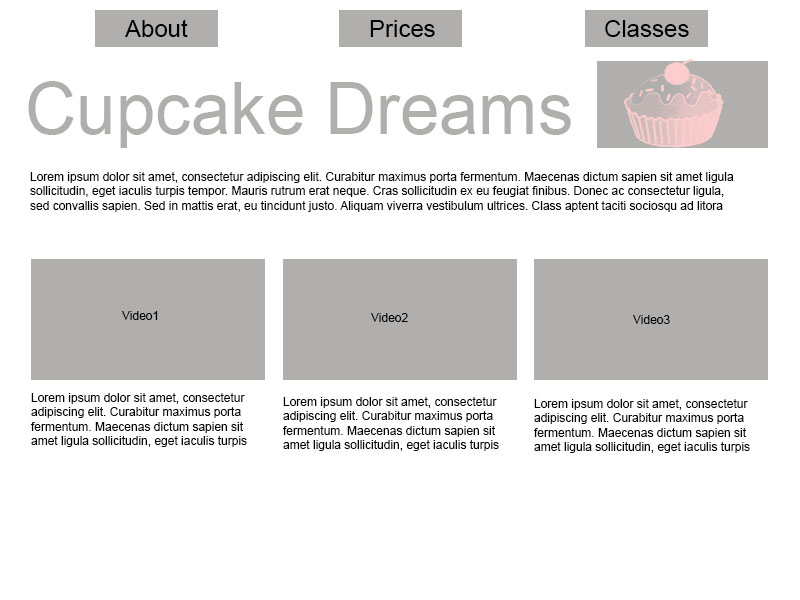 About
Prices
Classes
Cupcake Dreams
Lorem ipsum dolor sit amet, consectetur adipiscing elit. Curabitur maximus porta fermentum. Maecenas dictum sapien sit amet ligula
sollicitudin, eget iaculis turpis tempor. Mauris rutrum erat neque. Cras sollicitudin ex eu feugiat finibus. Donec ac consectetur ligula,
sed convallis sapien. Sed in mattis erat, eu tincidunt justo. Aliquam viverra vestibulum ultrices. Class aptent taciti sociosqu ad litora
Video1
Lorem ipsum dolor sit amet, consectetur
adipiscing elit. Curabitur maximus porta
fermentum. Maecenas dictum sapien sit
amet ligula sollicitudin, eget iaculis turpis
Video2
Lorem ipsum dolor sit amet, consectetur
adipiscing elit. Curabitur maximus porta
fermentum. Maecenas dictum sapien sit
amet ligula sollicitudin, eget iaculis turpis
Video3
Lorem ipsum dolor sit amet, consectetur
adipiscing elit. Curabitur maximus porta
fermentum. Maecenas dictum sapien sit
amet ligula sollicitudin, eget iaculis turpis